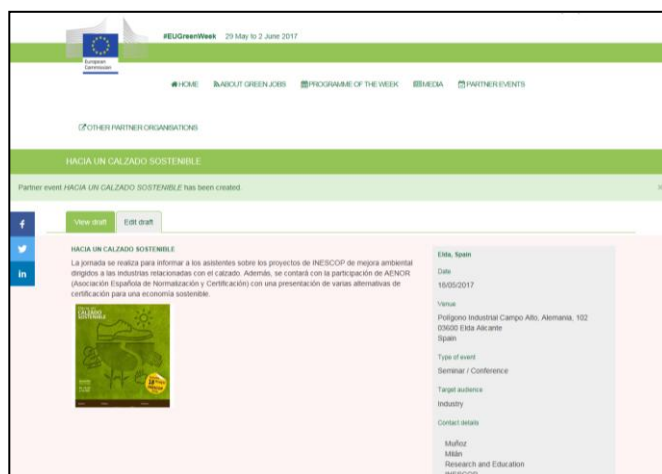 #EUGreenWeek 29 May to 2 June 2017
European
Commission
HOME
ABOUT GREEN JOBS
PROGRAMME OF THE WEEK
MEDIA
PARTNER EVENTS
OTHER PARTNER ORGANISATIONS
HACIA UN CALZADO SOSTENIBLE
Partner event HACIA UN CALZADO SOSTENIBLE has been created.
View draft
Edit draft
HACIA UN CALZADO SOSTENIBLE
La jornada se realiza para informar a los asistentes sobre los proyectos de INESCOP de mejora ambiental
dirigidos a las industrias relacionadas con el calzado. Además, se contará con la participación de AENOR
(Asociación Española de Normalización y Certificación) con una presentación de varias alternativas de
certificación para una economía sostenible.
CALZADO
SOSTENIBLE
Elda, Spain
Date
18/05/2017
Venue
Polígono Industrial Campo Alto, Alemania, 102
03600 Elda Alicante
Spain
Type of event
Seminar / Conference
Target audience
Industry
Contact details
Muñoz
Milán
Research and Education
INESCOP